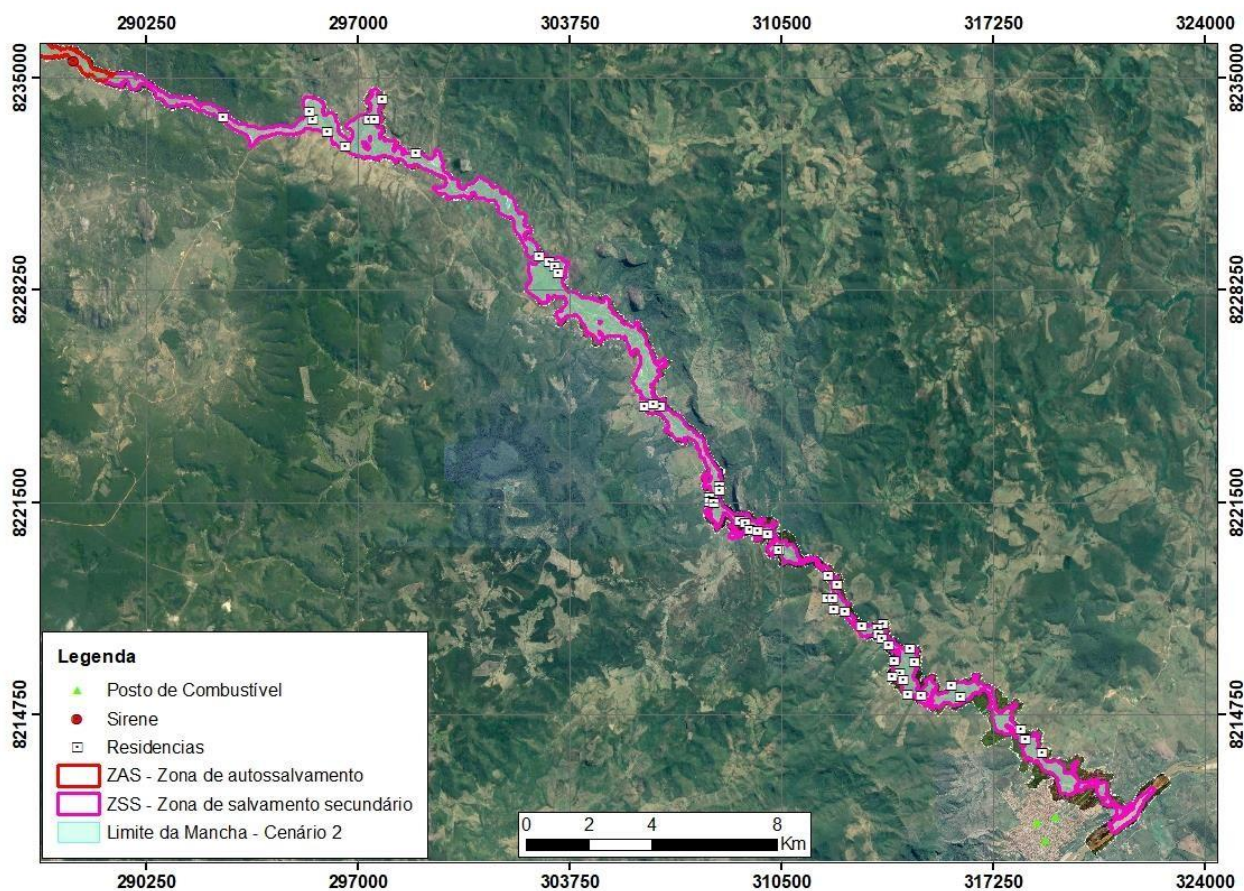 290250 297000 303750 310500 317250 324000
8235000 8235000
8228250 8228250
8221500 8221500
8214750 8214750
Legenda
Posto de Combustível
Sirene
Residencias
ZAS - Zona de autossalvamento
ZSS - Zona de salvamento secundário
Limite da Mancha - Cenário 2
0 2 4 8
Km
290250 297000 303750 310500 317250 324000